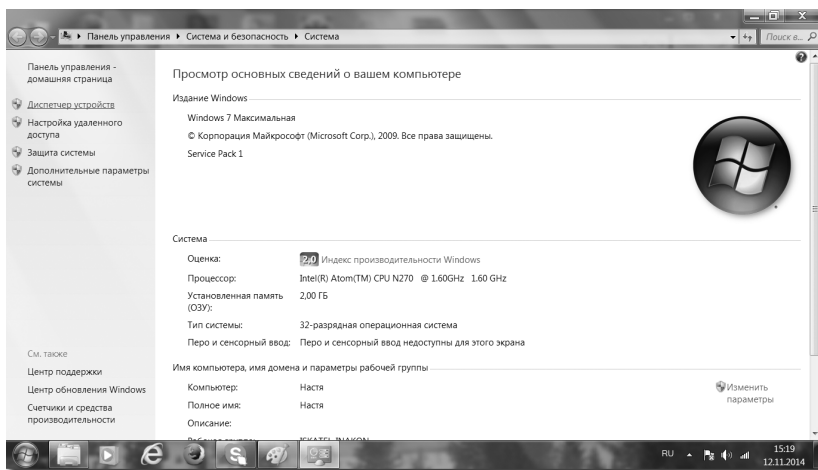 Панель управления ▸ Система и безопасность ▸ Система
Поиск в...
Панель управления -
домашняя страница
Диспетчер устройств
Настройка удаленного
доступа
Защита системы
Дополнительные параметры
системы
См. также
Центр поддержки
Центр обновления Windows
Счетчики и средства
производительности
Просмотр основных сведений о вашем компьютере
Издание Windows
Windows 7 Максимальная
© Корпорация Майкрософт (Microsoft Corp.), 2009. Все права защищены.
Service Pack 1
Система
Оценка: 2,0 Индекс производительности Windows
Процессор: Intel(R) Atom(TM) CPU N270 @ 1.60GHz 1.60 GHz
Установленная память 2,00 ГБ
(ОЗУ):
Тип системы: 32-разрядная операционная система
Перо и сенсорный ввод: Перо и сенсорный ввод недоступны для этого экрана
Имя компьютера, имя домена и параметры рабочей группы
Компьютер: Настя
Изменить
параметры
Полное имя: Настя
Описание:
RU
15:19
12.11.2014